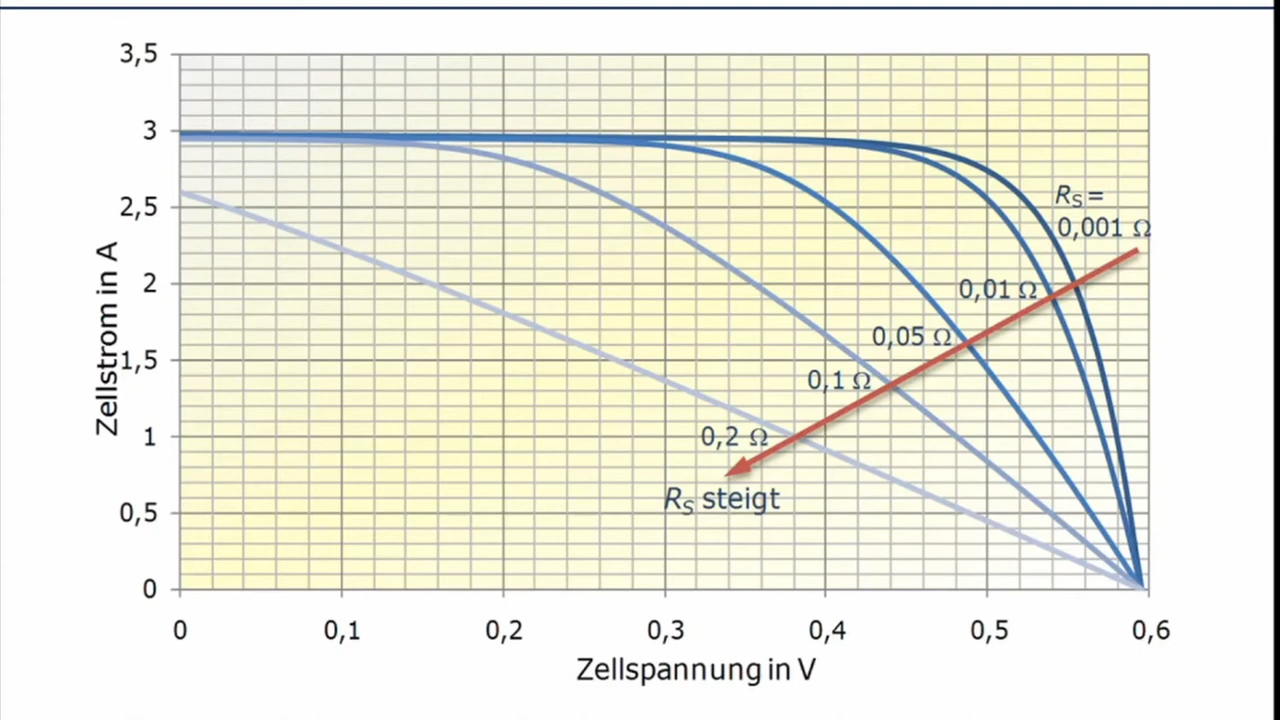 3,5
3
2,5
2
1,5
1
0,5
0
Zellstrom in A
R_S =
0,001 Ω
0,01 Ω
0,05 Ω
0,1 Ω
0,2 Ω
R_S steigt
0 0,1 0,2 0,3 0,4 0,5 0,6
Zellspannung in V